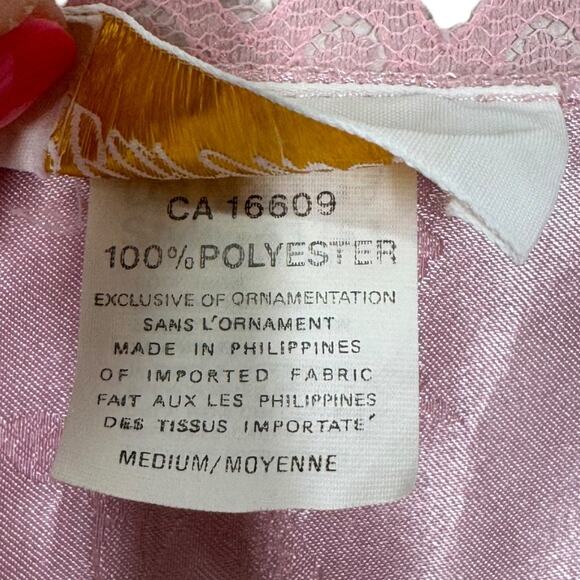 CA 16609
100% POLYESTER
EXCLUSIVE OF ORNAMENTATION
SANS L'ORNAMENT
MADE IN PHILIPPINES
OF IMPORTED FABRIC
FAIT AUX LES PHILIPPINES
DES TISSUS IMPORTATÉ
MEDIUM/MOYENNE